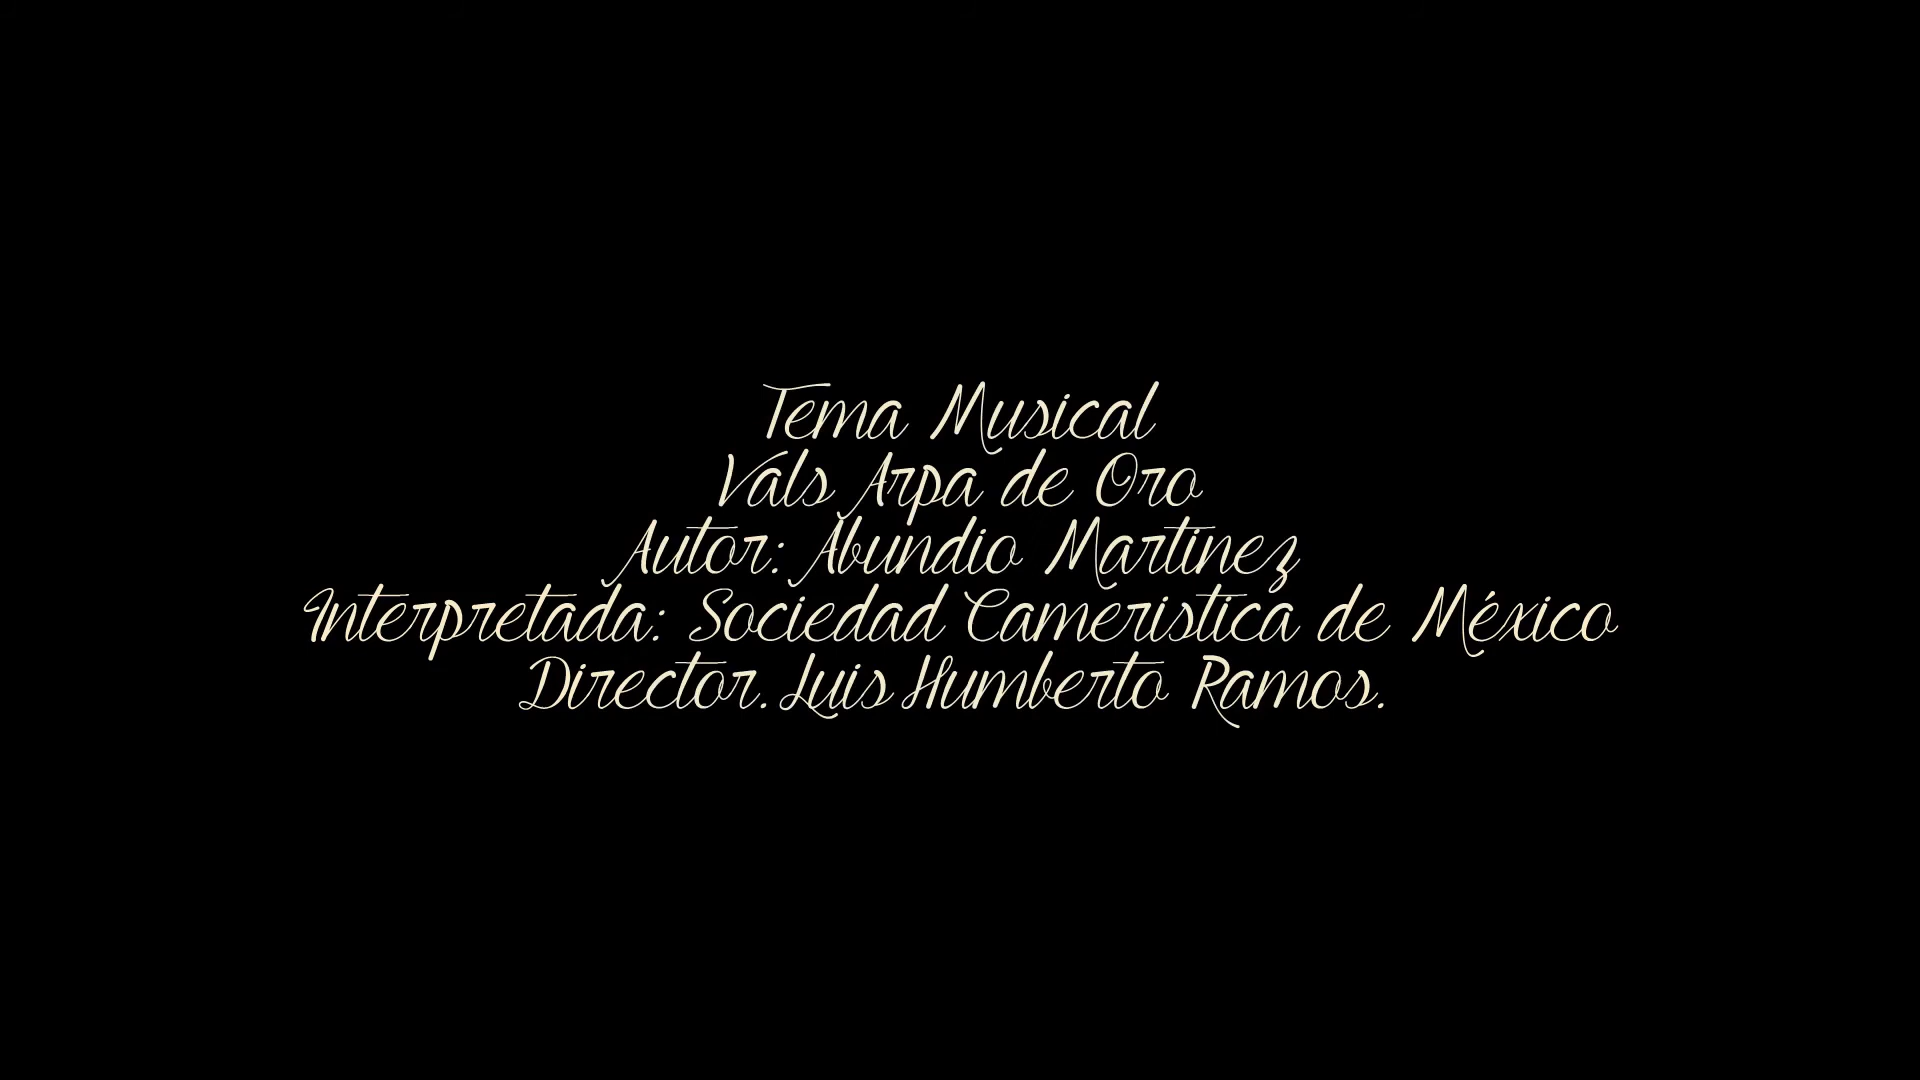 Tema Musical
Vals Arpa de Oro
Autor: Abundio Martinez
Interpretada: Sociedad Cameristica de México
Director. Luis Humberto Ramos.